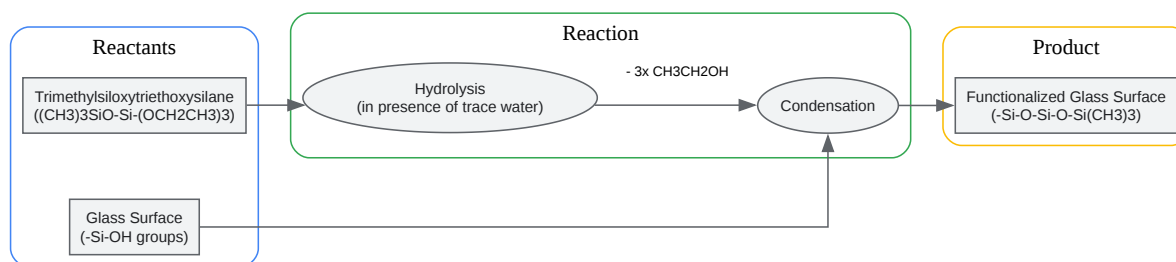 Reactants
Trimethylsiloxytriethoxysilane
((CH3)3SiO-Si-(OCH2CH3)3)
Glass Surface
(-Si-OH groups)
Reaction
Hydrolysis
(in presence of trace water)
- 3x CH3CH2OH
Condensation
Product
Functionalized Glass Surface
(-Si-O-Si-O-Si(CH3)3)